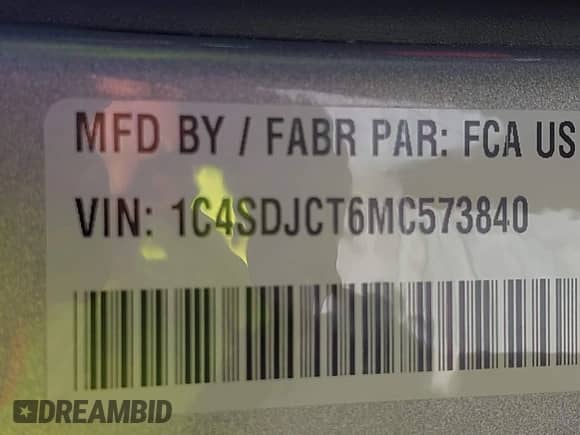 MFD BY / FABR PAR: FCA US
VIN: 1C4SDJCT6MC573840
DREAMBID